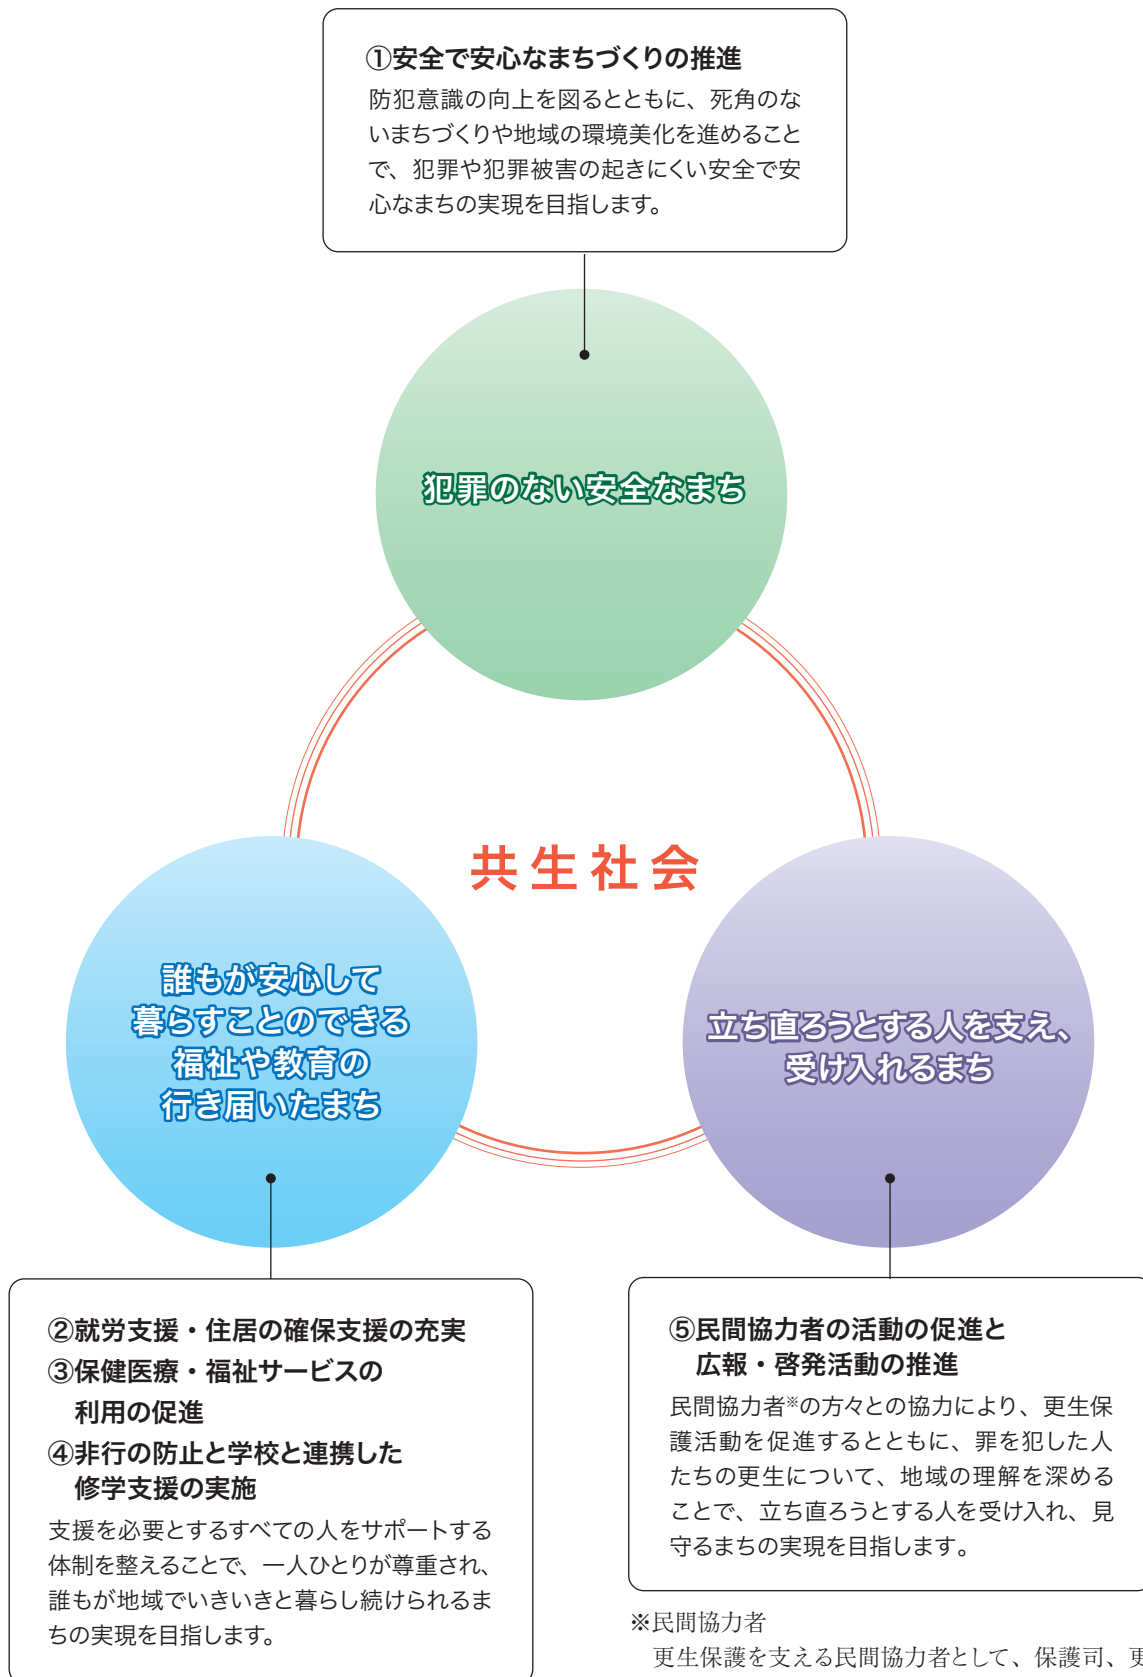 ①安全で安心なまちづくりの推進
防犯意識の向上を図るとともに、死角のな
いまちづくりや地域の環境美化を進めること
で、犯罪や犯罪被害の起きにくい安全で安
心なまちの実現を目指します。
犯罪のない安全なまち
共生社会
誰もが安心して
暮らすことのできる
福祉や教育の
行き届いたまち
立ち直ろうとする人を支え、
受け入れるまち
②就労支援・住居の確保支援の充実
③保健医療・福祉サービスの
利用の促進
④非行の防止と学校と連携した
修学支援の実施
支援を必要とするすべての人をサポートする
体制を整えることで、一人ひとりが尊重され、
誰もが地域でいきいきと暮らし続けられるま
ちの実現を目指します。
⑤民間協力者の活動の促進と
広報・啓発活動の推進
民間協力者※の方々との協力により、更生保
護活動を促進するとともに、罪を犯した人
たちの更生について、地域の理解を深める
ことで、立ち直ろうとする人を受け入れ、見
守るまちの実現を目指します。
※民間協力者
更生保護を支える民間協力者として、保護司、更